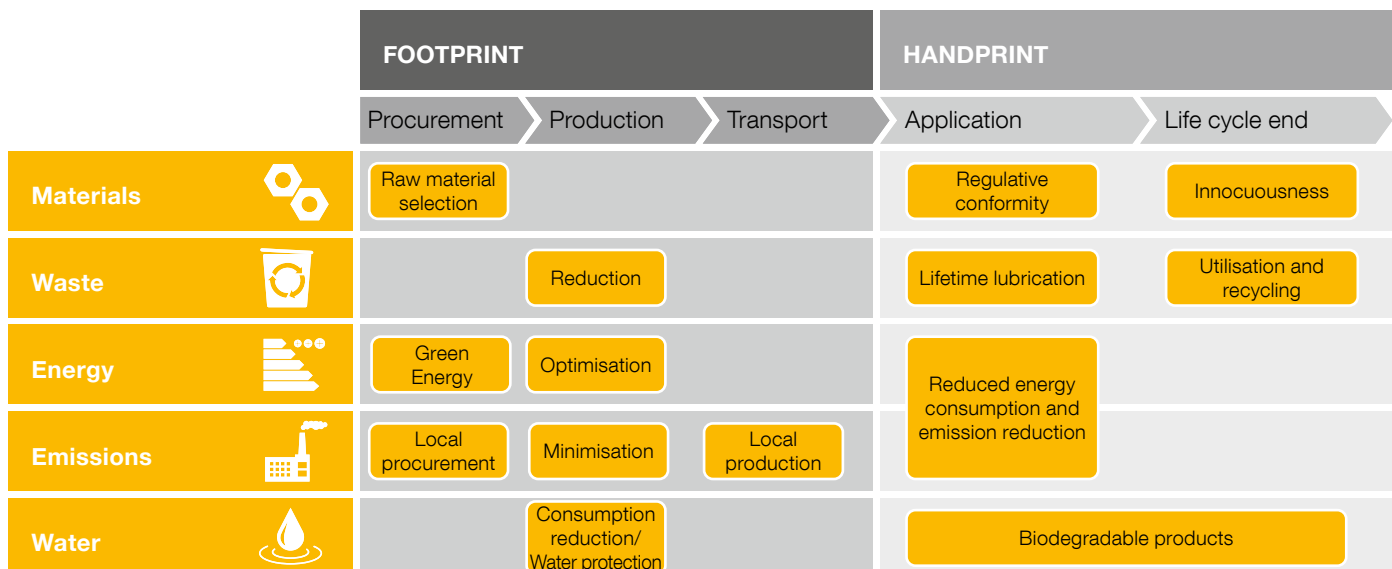 FOOTPRINT
HANDPRINT
Procurement
Production
Transport
Application
Life cycle end
Materials
Raw material
selection
Regulative
conformity
Innocuousness
Waste
Reduction
Lifetime lubrication
Utilisation and
recycling
Energy
Green
Energy
Optimisation
Reduced energy
consumption and
emission reduction
Emissions
Local
procurement
Minimisation
Local
production
Water
Consumption
reduction/
Water protection
Biodegradable products